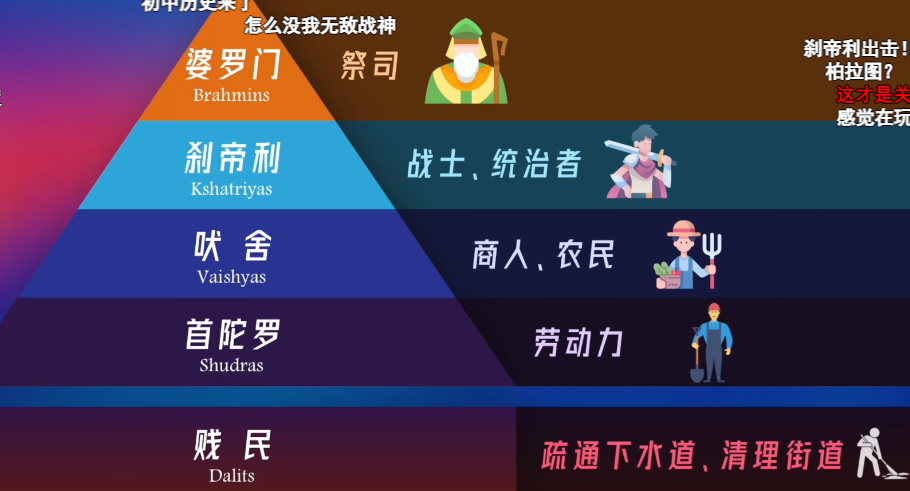 初中历史来了
怎么没我无敌战神
婆罗门 祭司
Brahmins
刹帝利出击!
柏拉图?
这才是关
感觉在玩
刹帝利 战士、统治者
Kshatriyas
吠舍 商人、农民
Vaishyas
首陀罗 劳动力
Shudras
贱民 疏通下水道、清理街道
Dalits